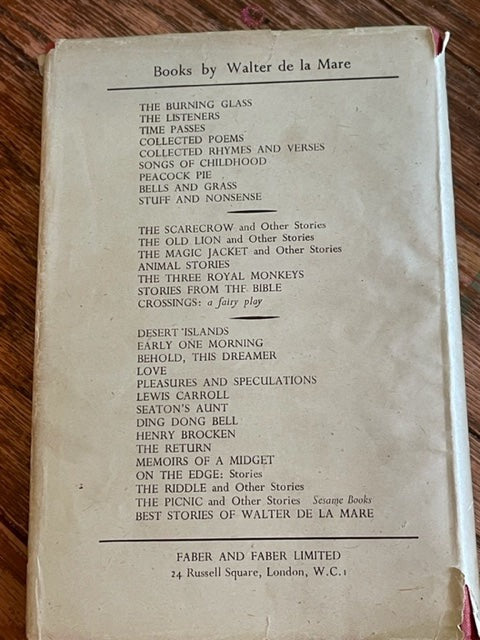 Books by Walter de la Mare
THE BURNING GLASS
THE LISTENERS
TIME PASSES
COLLECTED POEMS
COLLECTED RHYMES AND VERSES
SONGS OF CHILDHOOD
PEACOCK PIE
BELLS AND GRASS
STUFF AND NONSENSE
THE SCARECROW and Other Stories
THE OLD LION and Other Stories
THE MAGIC JACKET and Other Stories
ANIMAL STORIES
THE THREE ROYAL MONKEYS
STORIES FROM THE BIBLE
CROSSINGS: a fairy play
DESERT ISLANDS
EARLY ONE MORNING
BEHOLD, THIS DREAMER
LOVE
PLEASURES AND SPECULATIONS
LEWIS CARROLL
SEATON'S AUNT
DING DONG BELL
HENRY BROCKEN
THE RETURN
MEMOIRS OF A MIDGET
ON THE EDGE: Stories
THE RIDDLE and Other Stories
THE PICNIC and Other Stories Sesame Books
BEST STORIES OF WALTER DE LA MARE
FABER AND FABER LIMITED
24 Russell Square, London, W.C.1